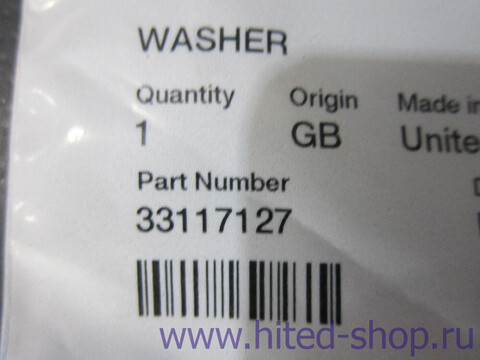 WASHER
Quantity Origin Made in
1 GB Unite
Part Number
33117127
www.hited-shop.ru